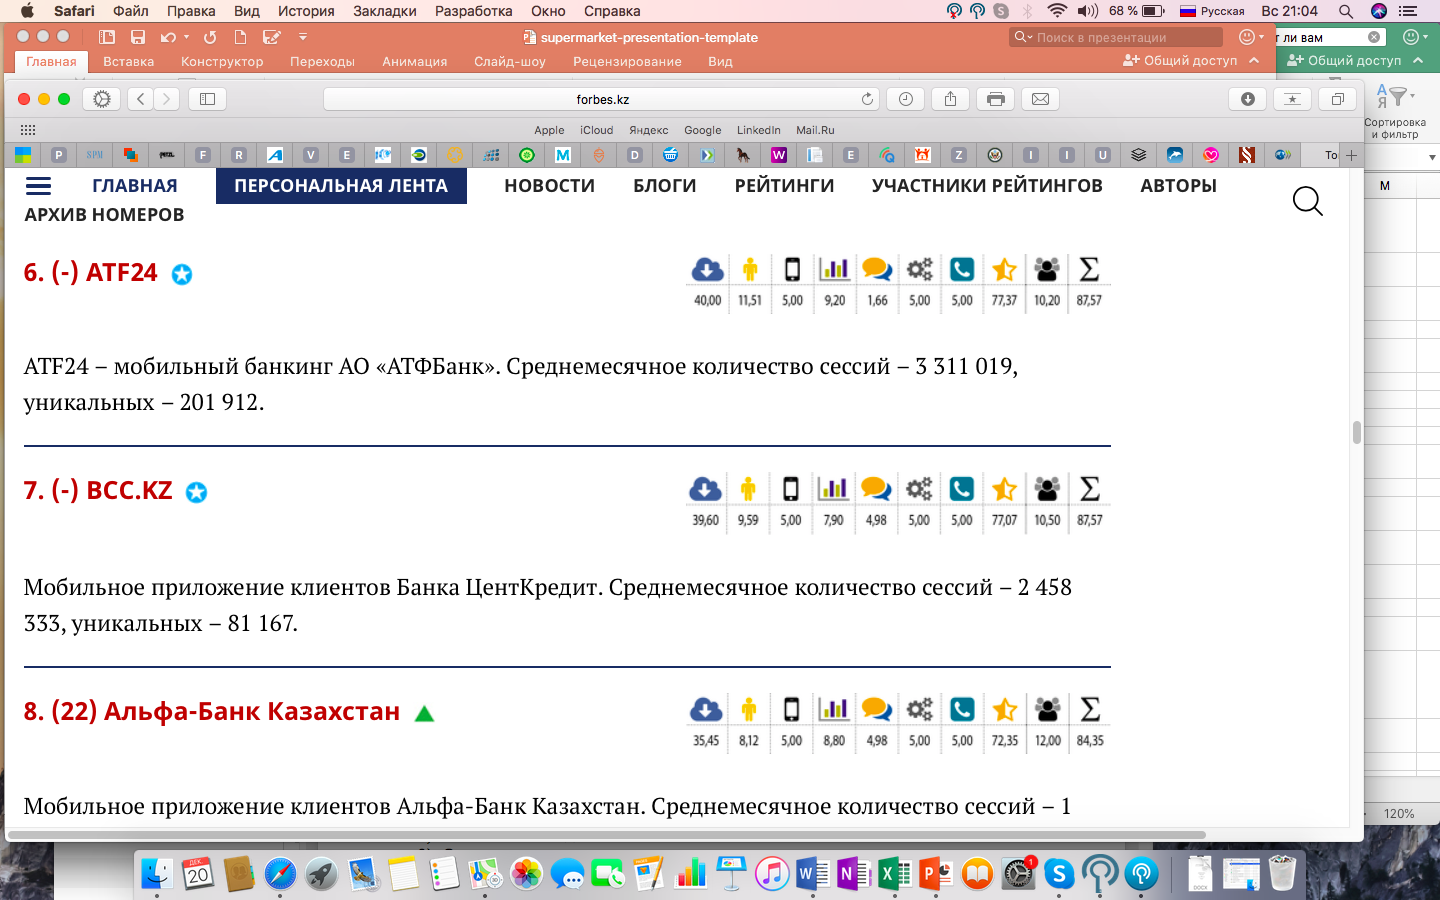 Safari Файл Правка Вид История Закладки Разработка Окно Справка 68 % Русская Вс 21:04
supermarket-presentation-template Поиск в презентации т ли вам
Главная Вставка Конструктор Переходы Анимация Слайд-шоу Рецензирование Вид Общий доступ Общий доступ
forbes.kz
Сортировка
и фильтр
Apple iCloud Яндекс Google LinkedIn Mail.Ru
P SPM F R A V E M D W E Z I I U N To
M
ГЛАВНАЯ ПЕРСОНАЛЬНАЯ ЛЕНТА НОВОСТИ БЛОГИ РЕЙТИНГИ УЧАСТНИКИ РЕЙТИНГОВ АВТОРЫ
АРХИВ НОМЕРОВ
6. (-) ATF24
Σ
40,00 11,51 5,00 9,20 1,66 5,00 5,00 77,37 10,20 87,57
ATF24 – мобильный банкинг АО «АТФБанк». Среднемесячное количество сессий – 3 311 019,
уникальных – 201 912.
7. (-) BCC.KZ
Σ
39,60 9,59 5,00 7,90 4,98 5,00 5,00 77,07 10,50 87,57
Мобильное приложение клиентов Банка ЦентКредит. Среднемесячное количество сессий – 2 458
333, уникальных – 81 167.
8. (22) Альфа-Банк Казахстан
Σ
35,45 8,12 5,00 8,80 4,98 5,00 5,00 72,35 12,00 84,35
Мобильное приложение клиентов Альфа-Банк Казахстан. Среднемесячное количество сессий – 1
120%
ДЕК.
20
1
DOCX